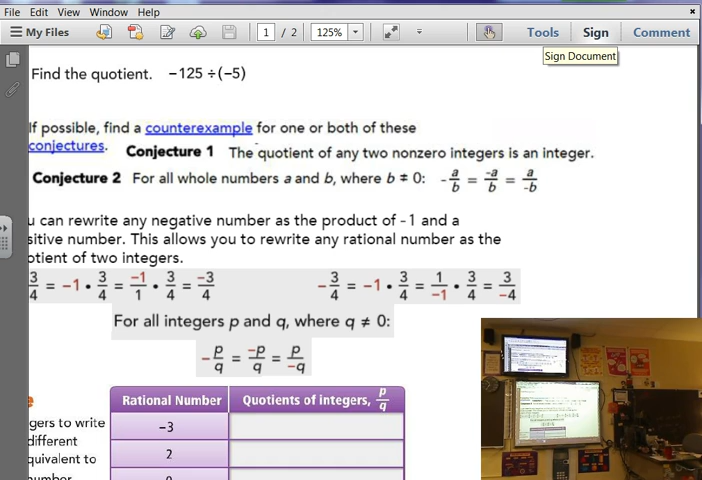 File Edit View Window Help
My Files 1 / 2 125% Tools Sign Comment
Sign Document
Find the quotient. −125 ÷ (−5)
If possible, find a counterexample for one or both of these
conjectures. Conjecture 1 The quotient of any two nonzero integers is an integer.
Conjecture 2 For all whole numbers a and b, where b ≠ 0: - a/b = -a/b = a/-b
u can rewrite any negative number as the product of -1 and a
sitive number. This allows you to rewrite any rational number as the
otient of two integers.
3/4 = −1 • 3/4 = −1/1 • 3/4 = −3/4 −3/4 = −1 • 3/4 = 1/−1 • 3/4 = 3/−4
For all integers p and q, where q ≠ 0:
−p/q = −p/q = p/−q
Rational Number Quotients of integers, p/q
gers to write −3
different
quivalent to 2
number